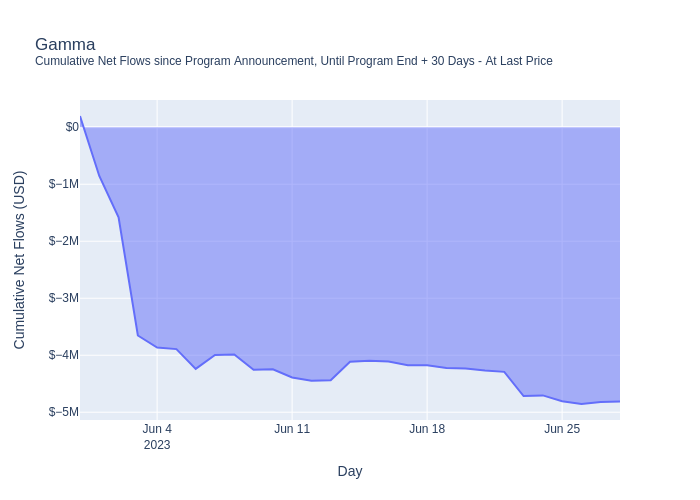 Gamma
Cumulative Net Flows since Program Announcement, Until Program End + 30 Days - At Last Price
Cumulative Net Flows (USD)
$0
$−1M
$−2M
$−3M
$−4M
$−5M
Jun 4
2023
Jun 11
Jun 18
Jun 25
Day